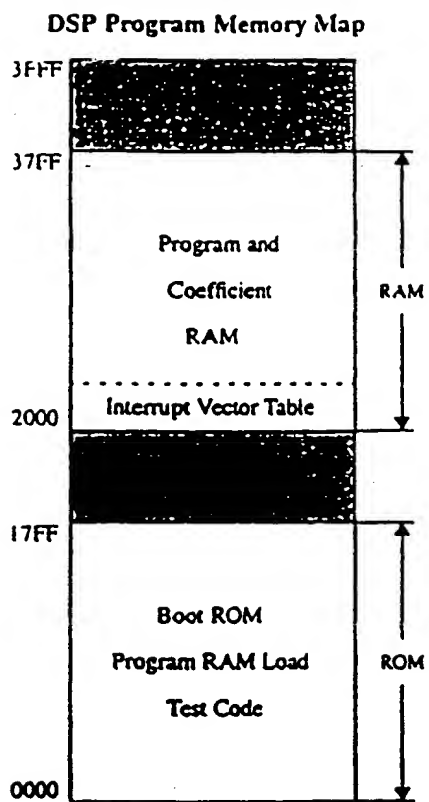 DSP Program Memory Map
3FFF
37FF
Program and
Coefficient
RAM
RAM
Interrupt Vector Table
2000
17FF
Boot ROM
Program RAM Load
ROM
Test Code
0000